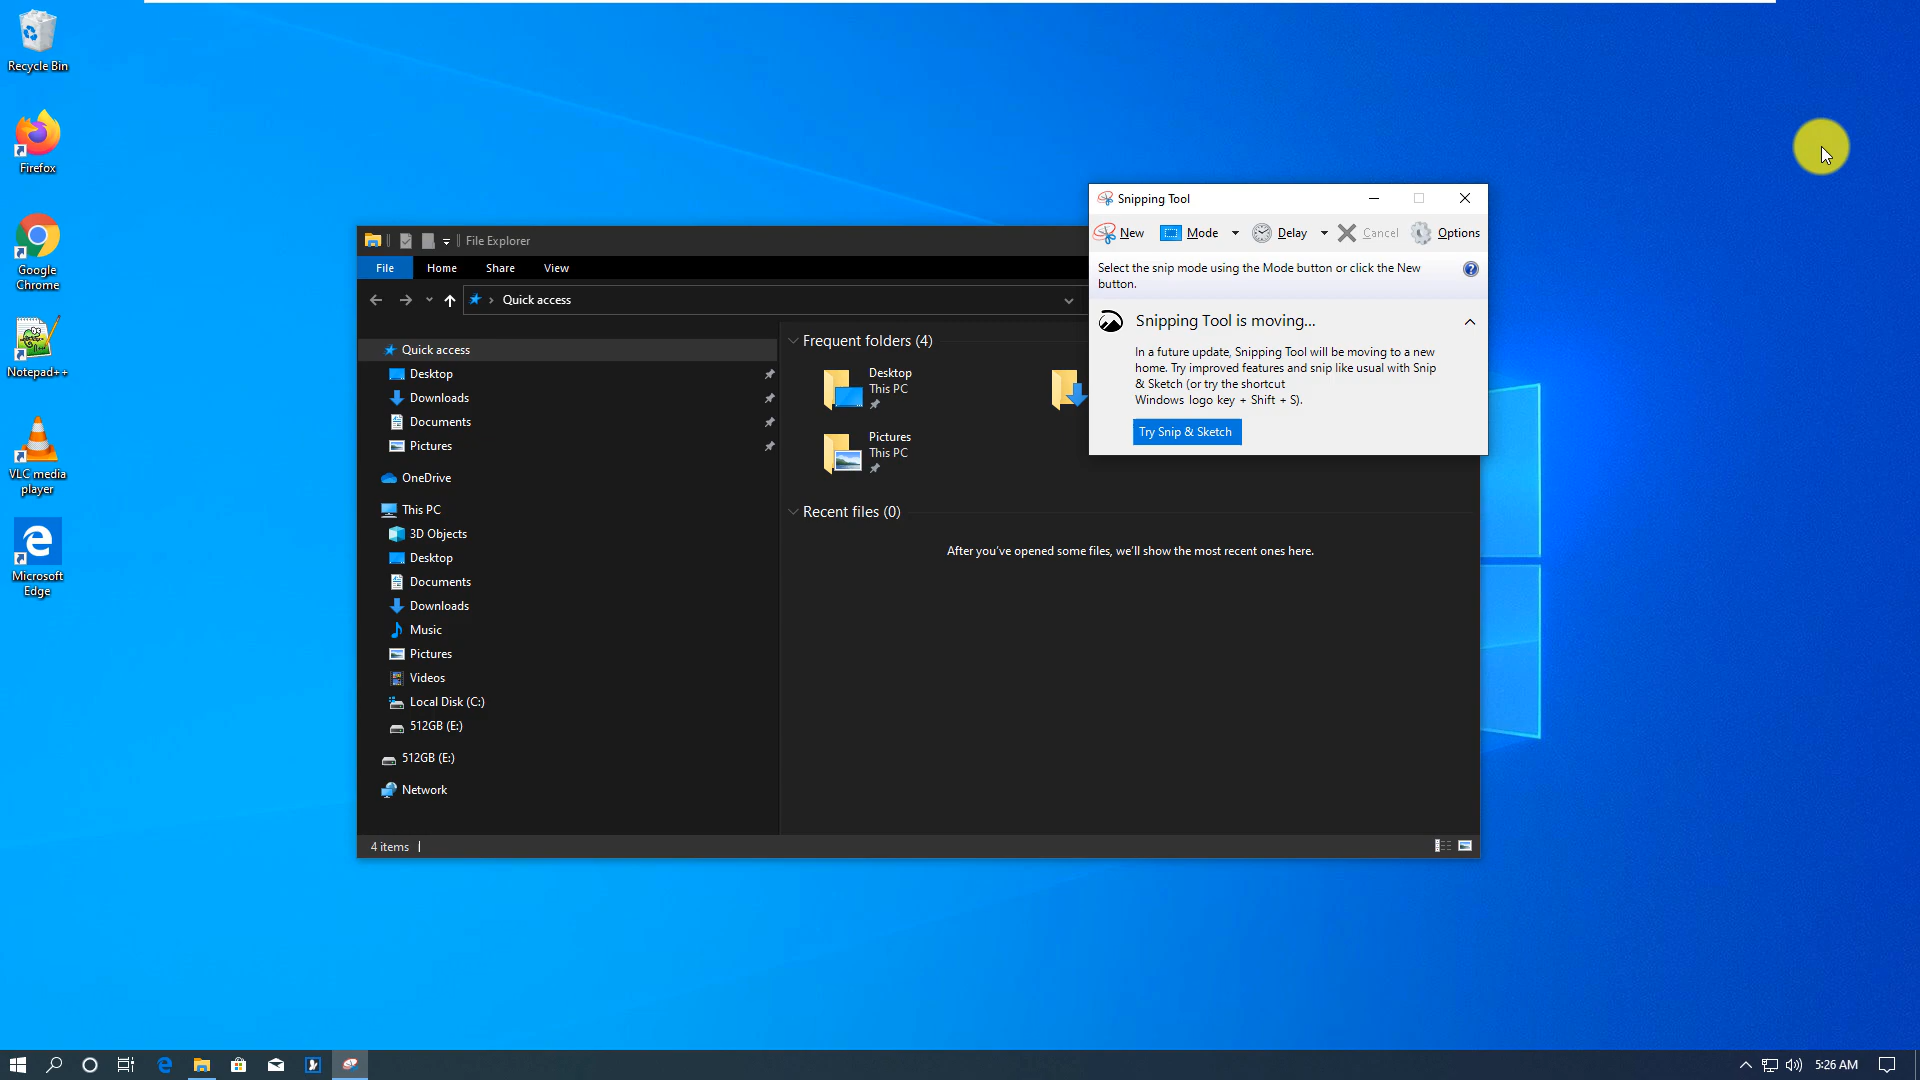 Recycle Bin
Firefox
Google
Chrome
Notepad++
VLC media
player
Microsoft
Edge
File Explorer
File Home Share View
Quick access
Quick access
Desktop
Downloads
Documents
Pictures
OneDrive
This PC
3D Objects
Desktop
Documents
Downloads
Music
Pictures
Videos
Local Disk (C:)
512GB (E:)
512GB (E:)
Network
Frequent folders (4)
Desktop
This PC
Pictures
This PC
Recent files (0)
After you've opened some files, we'll show the most recent ones here.
4 items
Snipping Tool
New Mode Delay Cancel Options
Select the snip mode using the Mode button or click the New
button.
Snipping Tool is moving...
In a future update, Snipping Tool will be moving to a new
home. Try improved features and snip like usual with Snip
& Sketch (or try the shortcut
Windows logo key + Shift + S).
Try Snip & Sketch
5:26 AM